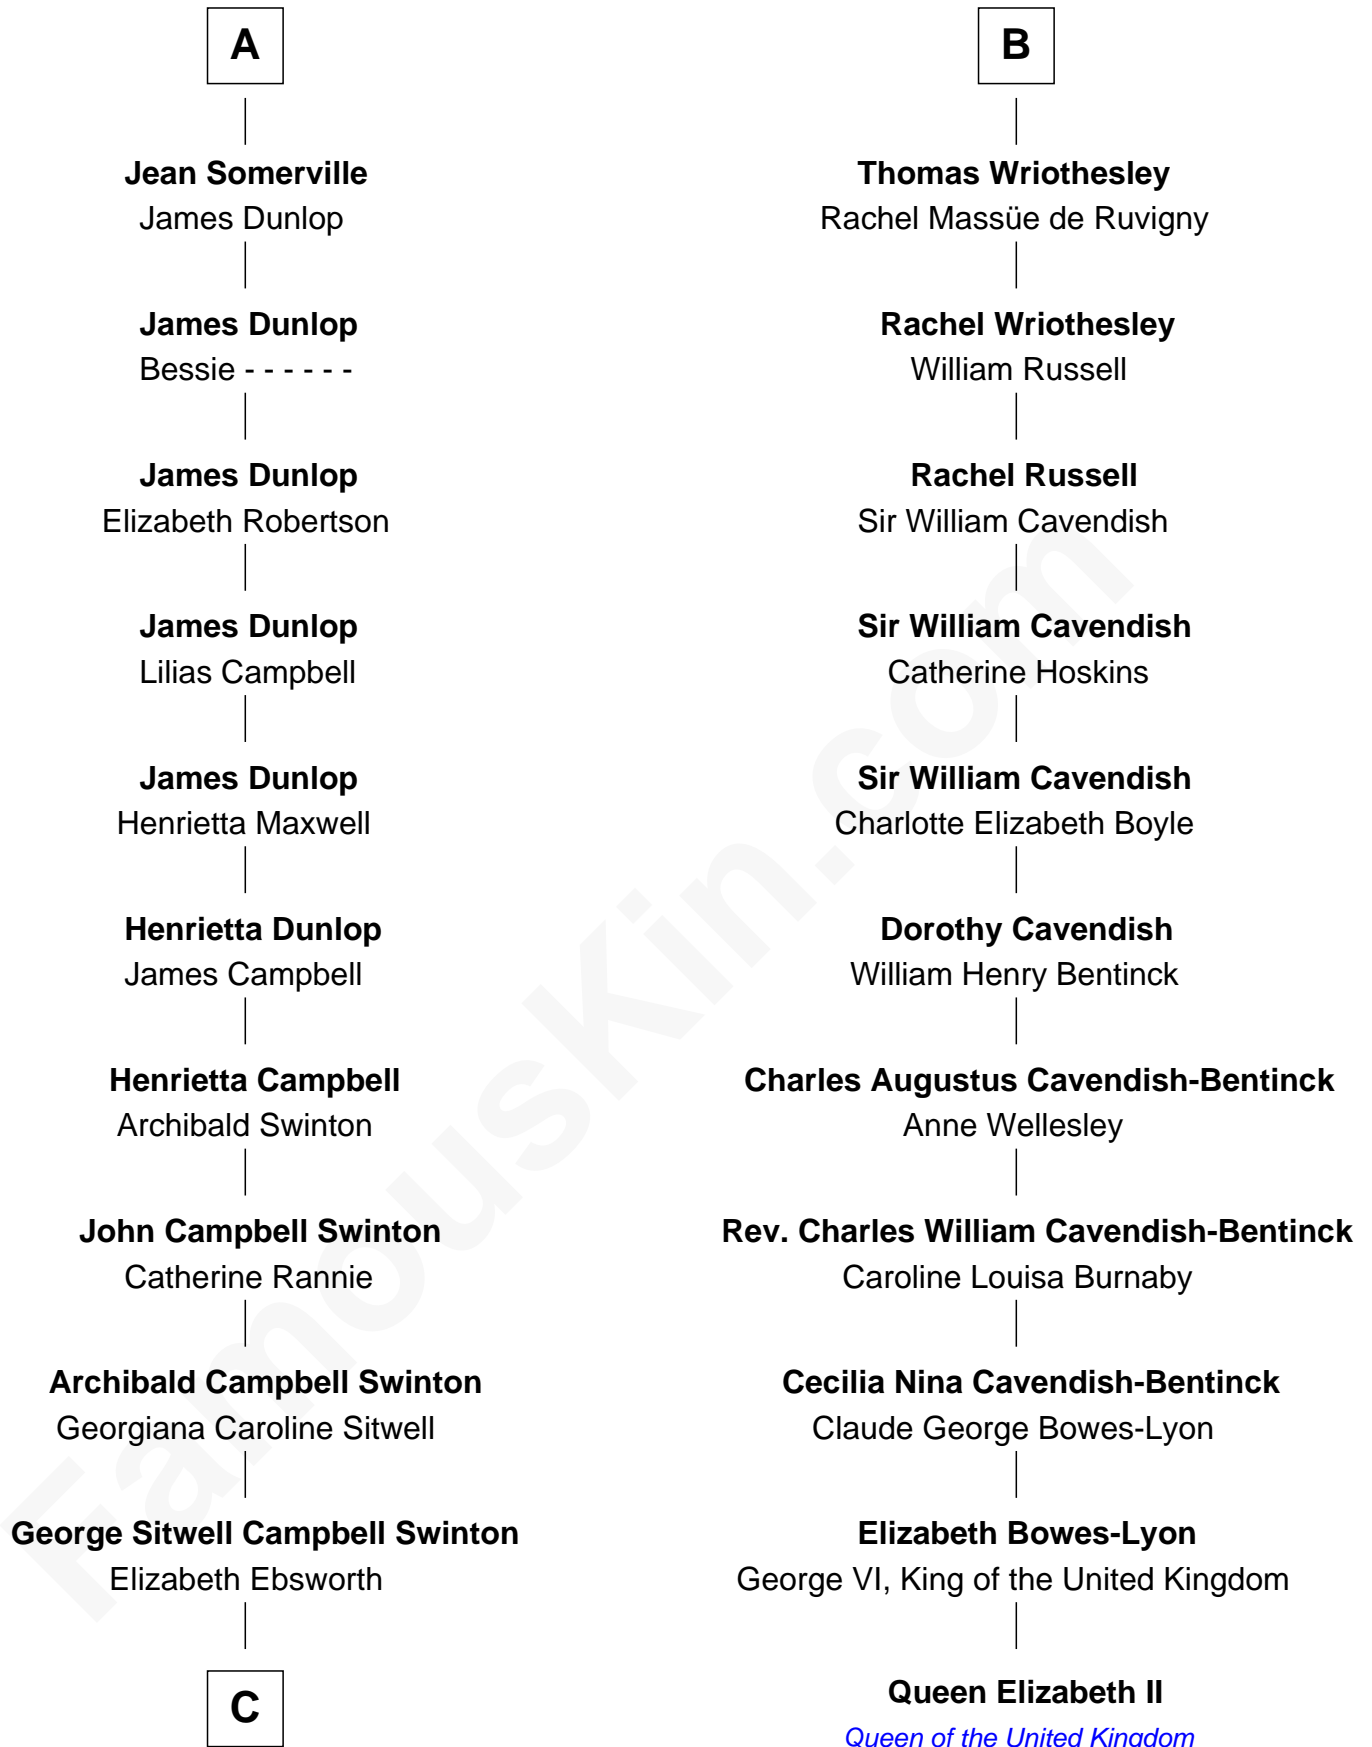 A
Jean Somerville
James Dunlop
James Dunlop
Bessie - - - - - -
James Dunlop
Elizabeth Robertson
James Dunlop
Lilias Campbell
James Dunlop
Henrietta Maxwell
Henrietta Dunlop
James Campbell
Henrietta Campbell
Archibald Swinton
John Campbell Swinton
Catherine Rannie
Archibald Campbell Swinton
Georgiana Caroline Sitwell
George Sitwell Campbell Swinton
Elizabeth Ebsworth
C
B
Thomas Wriothesley
Rachel Massüe de Ruvigny
Rachel Wriothesley
William Russell
Rachel Russell
Sir William Cavendish
Sir William Cavendish
Catherine Hoskins
Sir William Cavendish
Charlotte Elizabeth Boyle
Dorothy Cavendish
William Henry Bentinck
Charles Augustus Cavendish-Bentinck
Anne Wellesley
Rev. Charles William Cavendish-Bentinck
Caroline Louisa Burnaby
Cecilia Nina Cavendish-Bentinck
Claude George Bowes-Lyon
Elizabeth Bowes-Lyon
George VI, King of the United Kingdom
Queen Elizabeth II
Queen of the United Kingdom
FamousKin.com